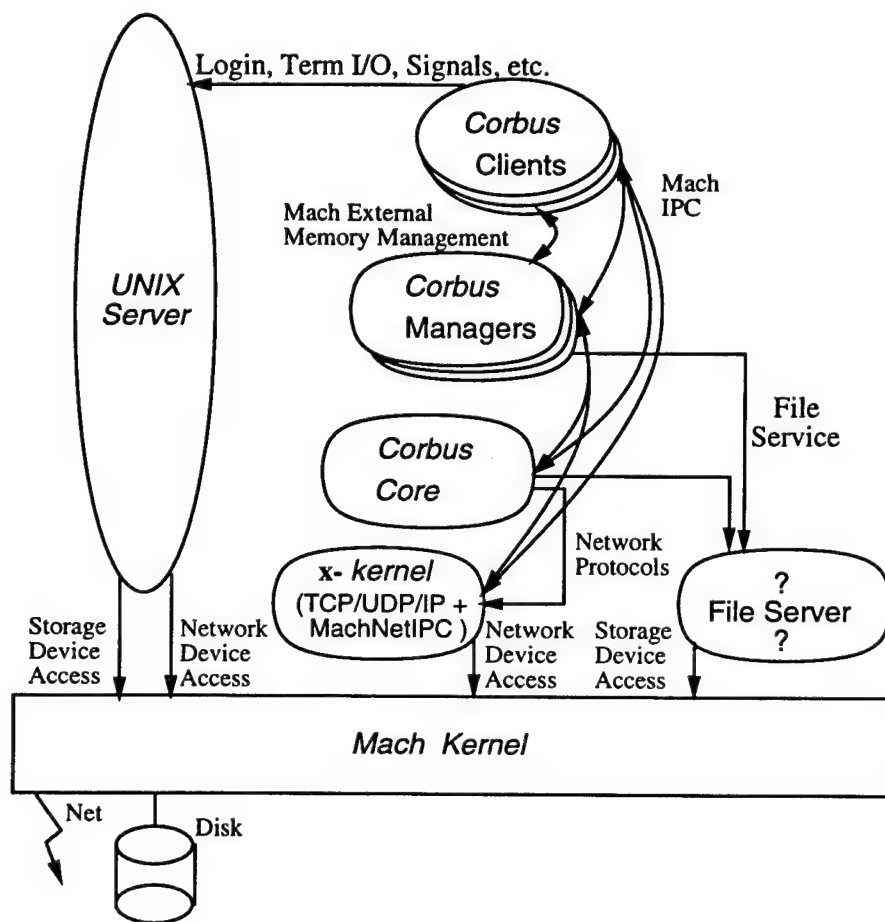 Login, Term I/O, Signals, etc.
Corbus
Clients
Mach
IPC
Mach External
Memory Management
UNIX
Server
Corbus
Managers
File
Service
Corbus
Core
Network
Protocols
x- kernel
(TCP/UDP/IP +
MachNetIPC )
?
File Server
?
Storage
Device
Access
Network
Device
Access
Network
Device
Access
Storage
Device
Access
Mach Kernel
Net
Disk